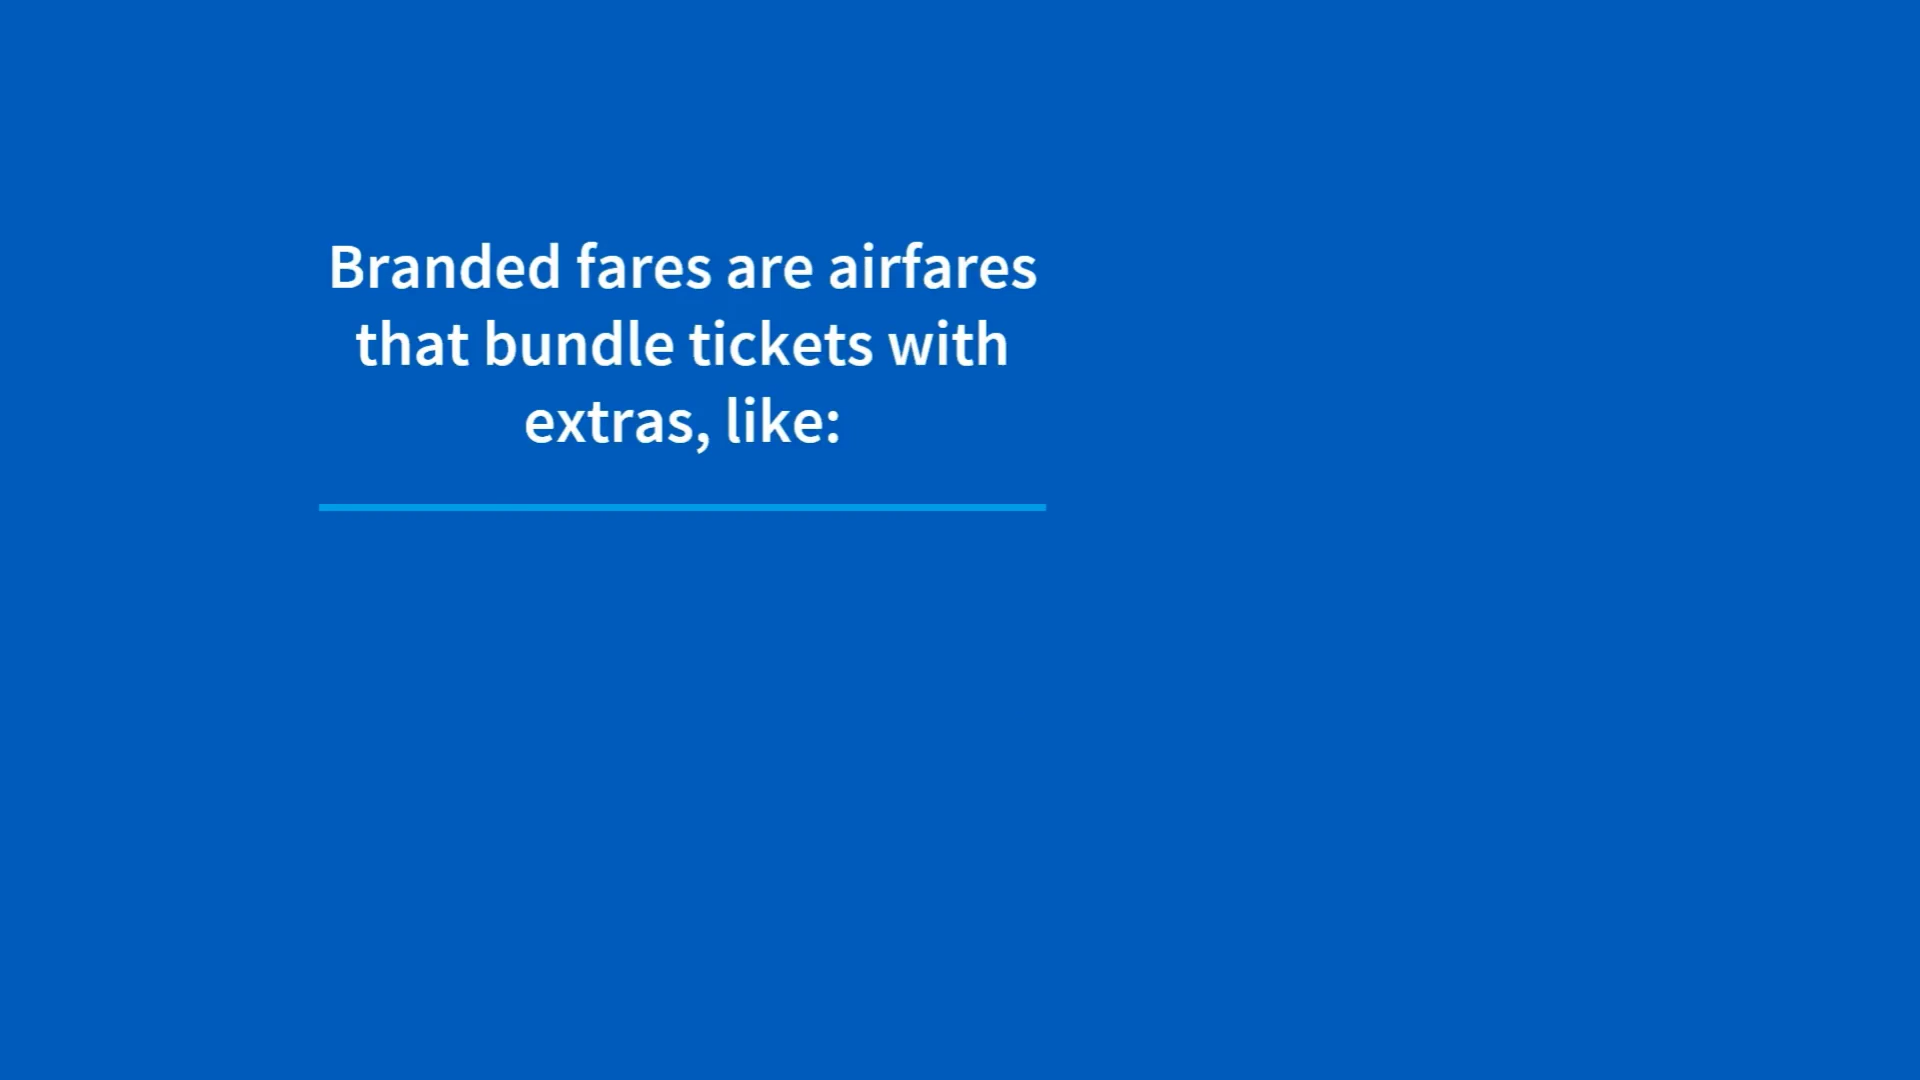 Branded fares are airfares
that bundle tickets with
extras, like: